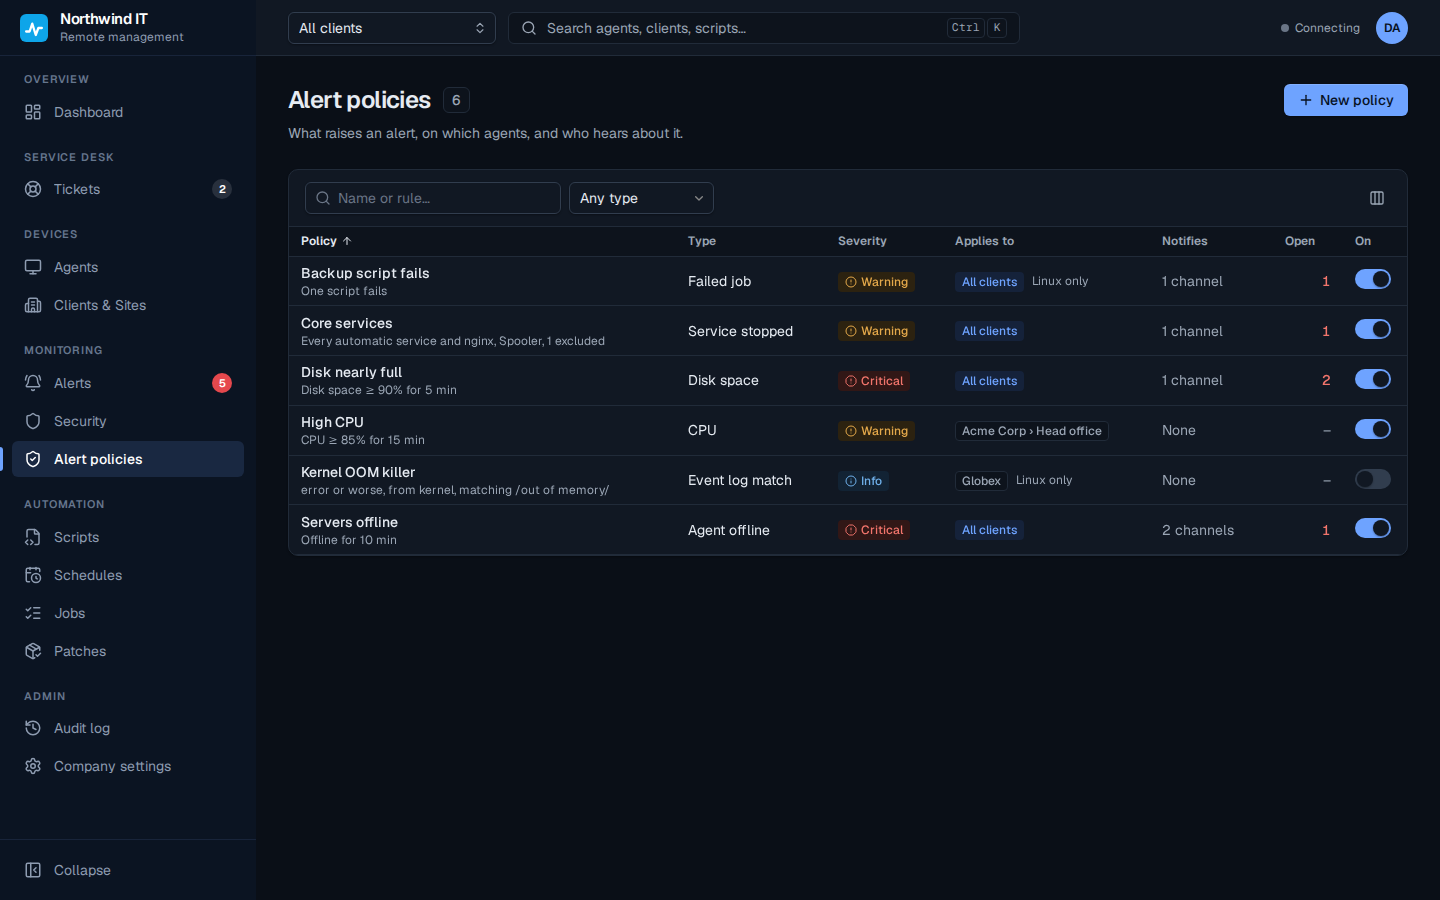 Northwind IT
Remote management
All clients
Search agents, clients, scripts...
Ctrl K
Connecting
DA
OVERVIEW
Dashboard
SERVICE DESK
Tickets 2
DEVICES
Agents
Clients & Sites
MONITORING
Alerts 5
Security
Alert policies
AUTOMATION
Scripts
Schedules
Jobs
Patches
ADMIN
Audit log
Company settings
Collapse
Alert policies 6
New policy
What raises an alert, on which agents, and who hears about it.
Name or rule...
Any type
Policy ↑ Type Severity Applies to Notifies Open On
Backup script fails
One script fails
Failed job Warning All clients Linux only 1 channel 1
Core services
Every automatic service and nginx, Spooler, 1 excluded
Service stopped Warning All clients 1 channel 1
Disk nearly full
Disk space ≥ 90% for 5 min
Disk space Critical All clients 1 channel 2
High CPU
CPU ≥ 85% for 15 min
CPU Warning Acme Corp › Head office None –
Kernel OOM killer
error or worse, from kernel, matching /out of memory/
Event log match Info Globex Linux only None –
Servers offline
Offline for 10 min
Agent offline Critical All clients 2 channels 1